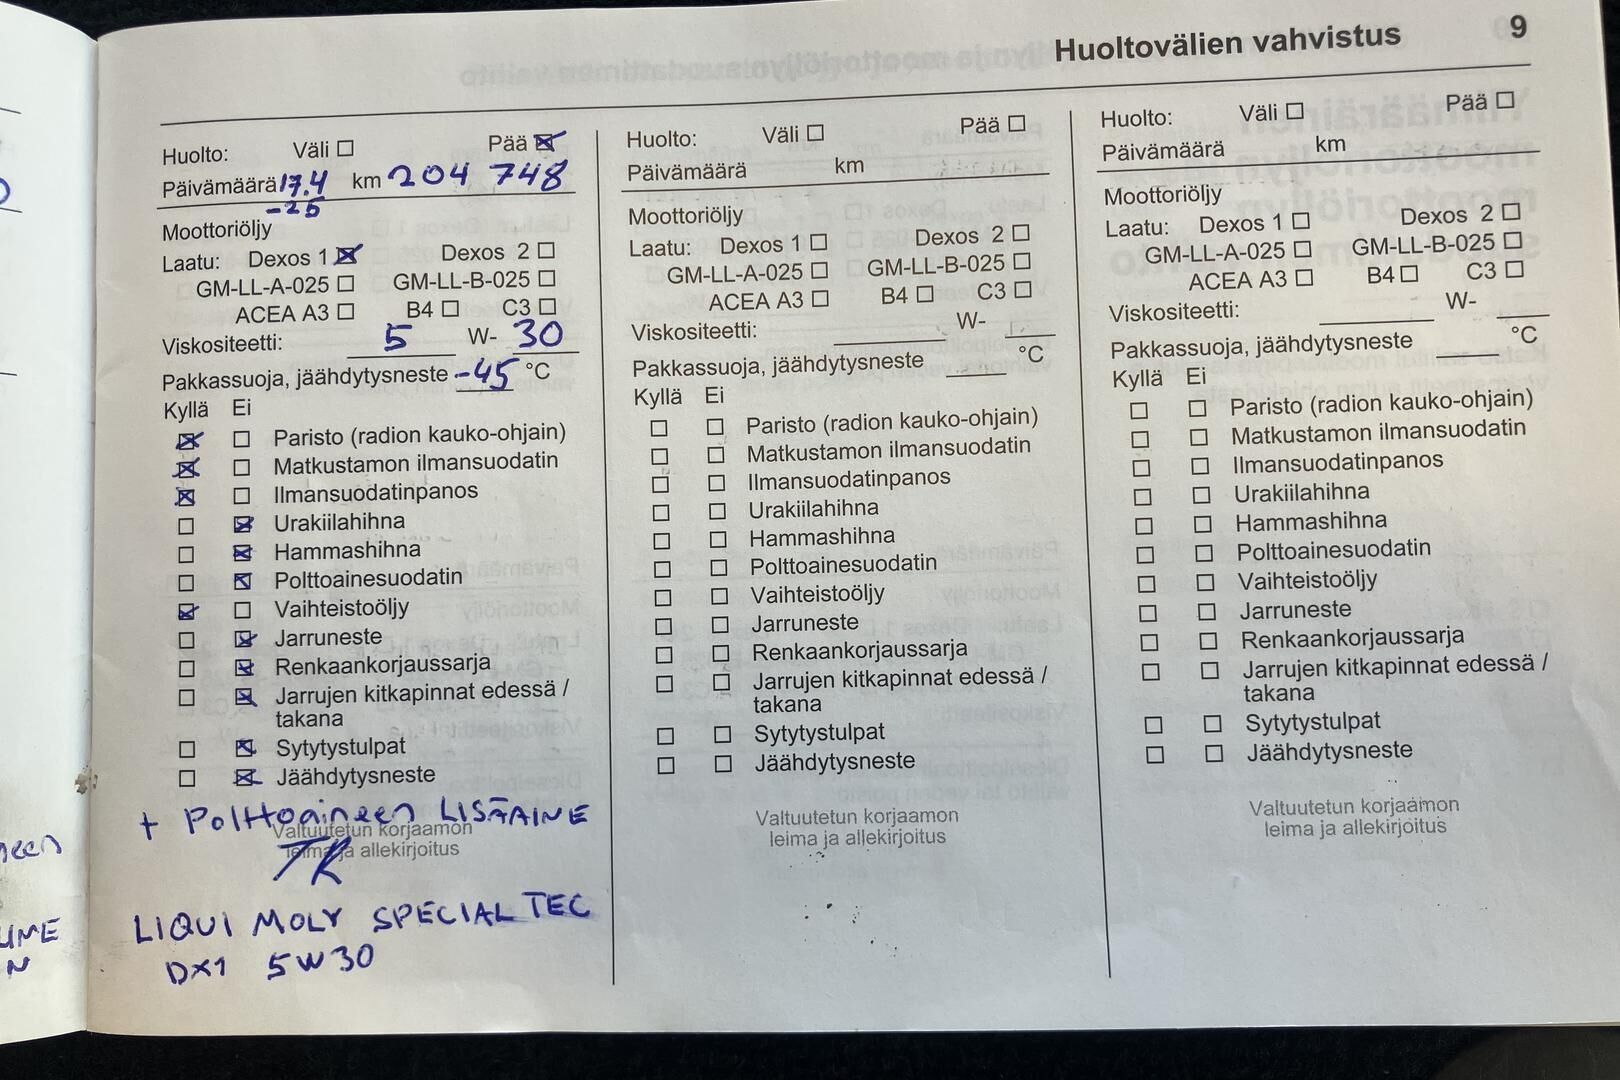 Huoltovälien vahvistus 9
Huolto: Väli ☐ Pää ☒
Päivämäärä 17.4 km 204 748
-25
Moottoriöljy
Laatu: Dexos 1 ☒ Dexos 2 ☐
GM-LL-A-025 ☐ GM-LL-B-025 ☐
ACEA A3 ☐ B4 ☐ C3 ☐
Viskositeetti: 5 W- 30
Pakkassuoja, jäähdytysneste -45 °C
Kyllä Ei
☒ ☐ Paristo (radion kauko-ohjain)
☒ ☐ Matkustamon ilmansuodatin
☒ ☐ Ilmansuodatinpanos
☐ ☒ Urakiilahihna
☐ ☒ Hammashihna
☐ ☒ Polttoainesuodatin
☒ ☐ Vaihteistoöljy
☐ ☒ Jarruneste
☐ ☒ Renkaankorjaussarja
☐ ☒ Jarrujen kitkapinnat edessä /
takana
☐ ☒ Sytytystulpat
☐ ☒ Jäähdytysneste
+ Polttoaineen LISÄAINE
Valtuutetun korjaamon
leima ja allekirjoitus
TR
LIQUI MOLY SPECIAL TEC
DX1 5W30
Huolto: Väli ☐ Pää ☐
Päivämäärä km
Moottoriöljy
Laatu: Dexos 1 ☐ Dexos 2 ☐
GM-LL-A-025 ☐ GM-LL-B-025 ☐
ACEA A3 ☐ B4 ☐ C3 ☐
Viskositeetti: W-
Pakkassuoja, jäähdytysneste °C
Kyllä Ei
☐ ☐ Paristo (radion kauko-ohjain)
☐ ☐ Matkustamon ilmansuodatin
☐ ☐ Ilmansuodatinpanos
☐ ☐ Urakiilahihna
☐ ☐ Hammashihna
☐ ☐ Polttoainesuodatin
☐ ☐ Vaihteistoöljy
☐ ☐ Jarruneste
☐ ☐ Renkaankorjaussarja
☐ ☐ Jarrujen kitkapinnat edessä /
takana
☐ ☐ Sytytystulpat
☐ ☐ Jäähdytysneste
Valtuutetun korjaamon
leima ja allekirjoitus
Huolto: Väli ☐ Pää ☐
Päivämäärä km
Moottoriöljy
Laatu: Dexos 1 ☐ Dexos 2 ☐
GM-LL-A-025 ☐ GM-LL-B-025 ☐
ACEA A3 ☐ B4 ☐ C3 ☐
Viskositeetti: W-
Pakkassuoja, jäähdytysneste °C
Kyllä Ei
☐ ☐ Paristo (radion kauko-ohjain)
☐ ☐ Matkustamon ilmansuodatin
☐ ☐ Ilmansuodatinpanos
☐ ☐ Urakiilahihna
☐ ☐ Hammashihna
☐ ☐ Polttoainesuodatin
☐ ☐ Vaihteistoöljy
☐ ☐ Jarruneste
☐ ☐ Renkaankorjaussarja
☐ ☐ Jarrujen kitkapinnat edessä /
takana
☐ ☐ Sytytystulpat
☐ ☐ Jäähdytysneste
Valtuutetun korjaamon
leima ja allekirjoitus